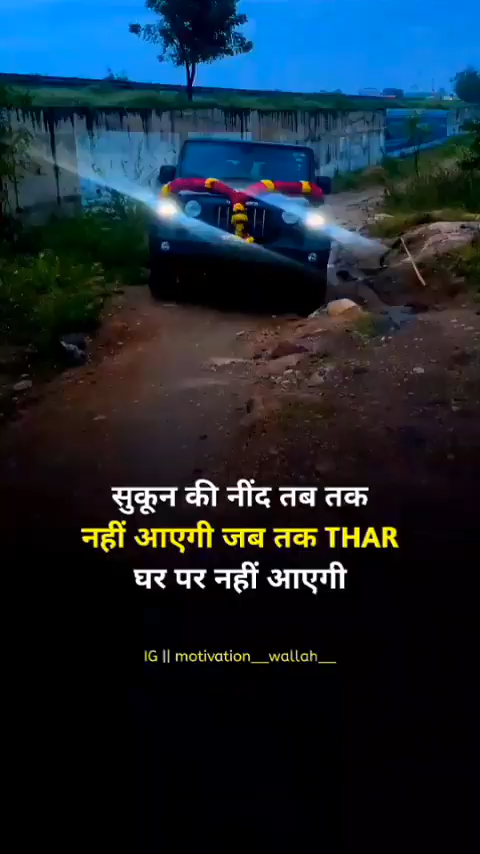 सुकून की नींद तब तक
नहीं आएगी जब तक THAR
घर पर नहीं आएगी
IG || motivation__wallah__